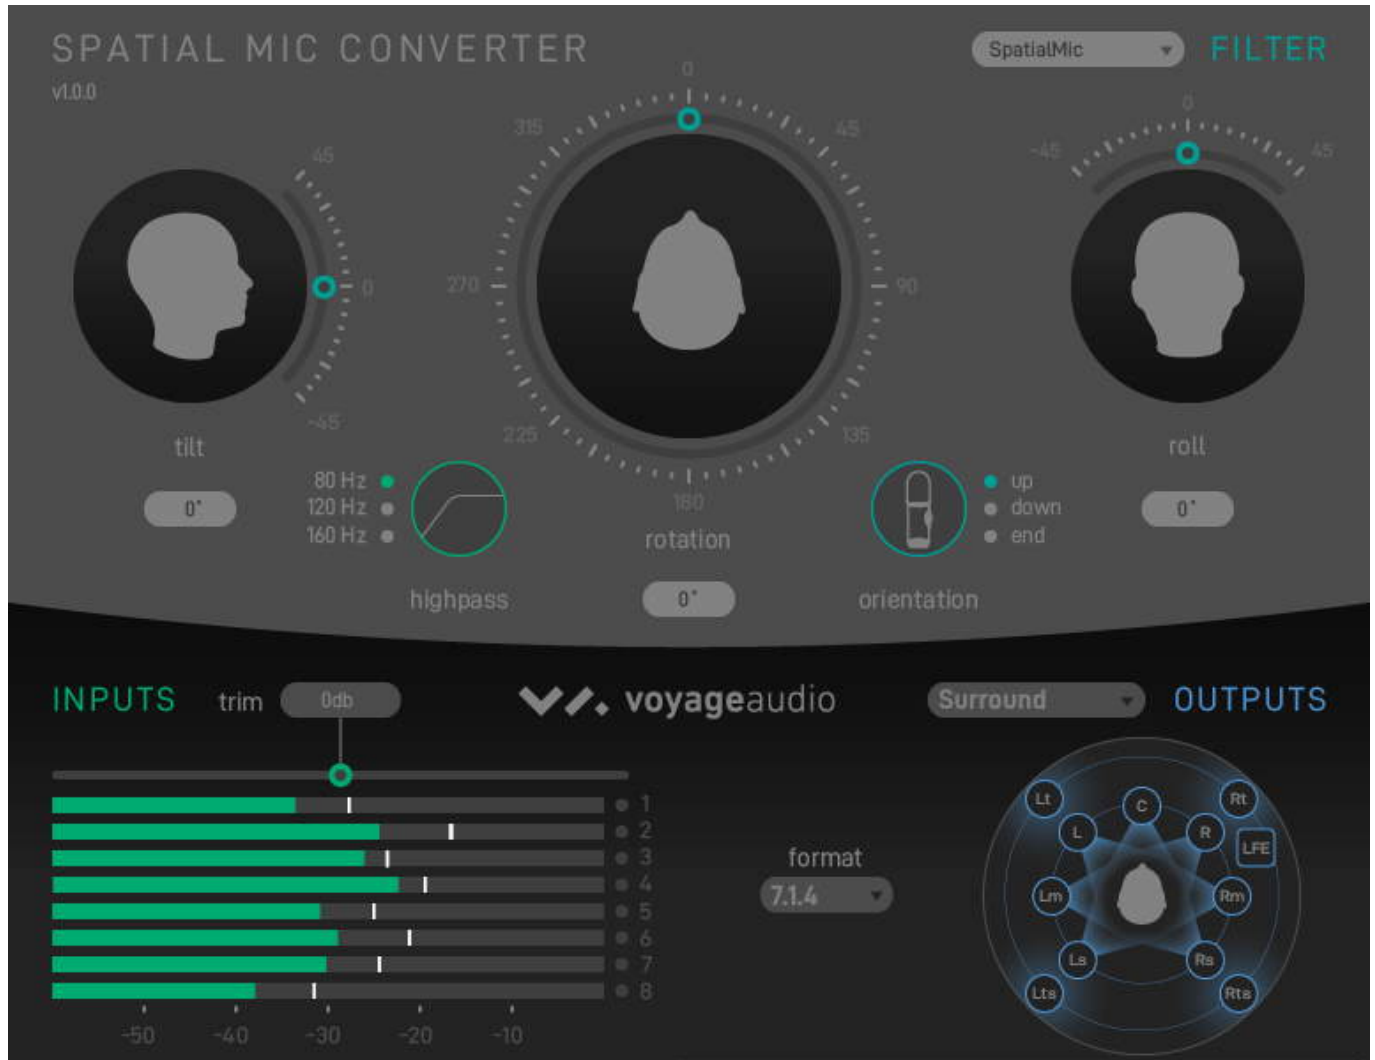 SPATIAL MIC CONVERTER
SpatialMic
FILTER
v1.0.0
45
0
-45
tilt
0°
0
45
90
135
180
225
270
315
rotation
0°
-45
0
45
roll
0°
80 Hz
120 Hz
160 Hz
highpass
up
down
end
orientation
INPUTS
trim
0db
voyageaudio
Surround
OUTPUTS
1
2
3
4
5
6
7
8
-50
-40
-30
-20
-10
format
7.1.4
Lt
C
Rt
L
R
LFE
Lm
Rm
Ls
Rs
Lts
Rts